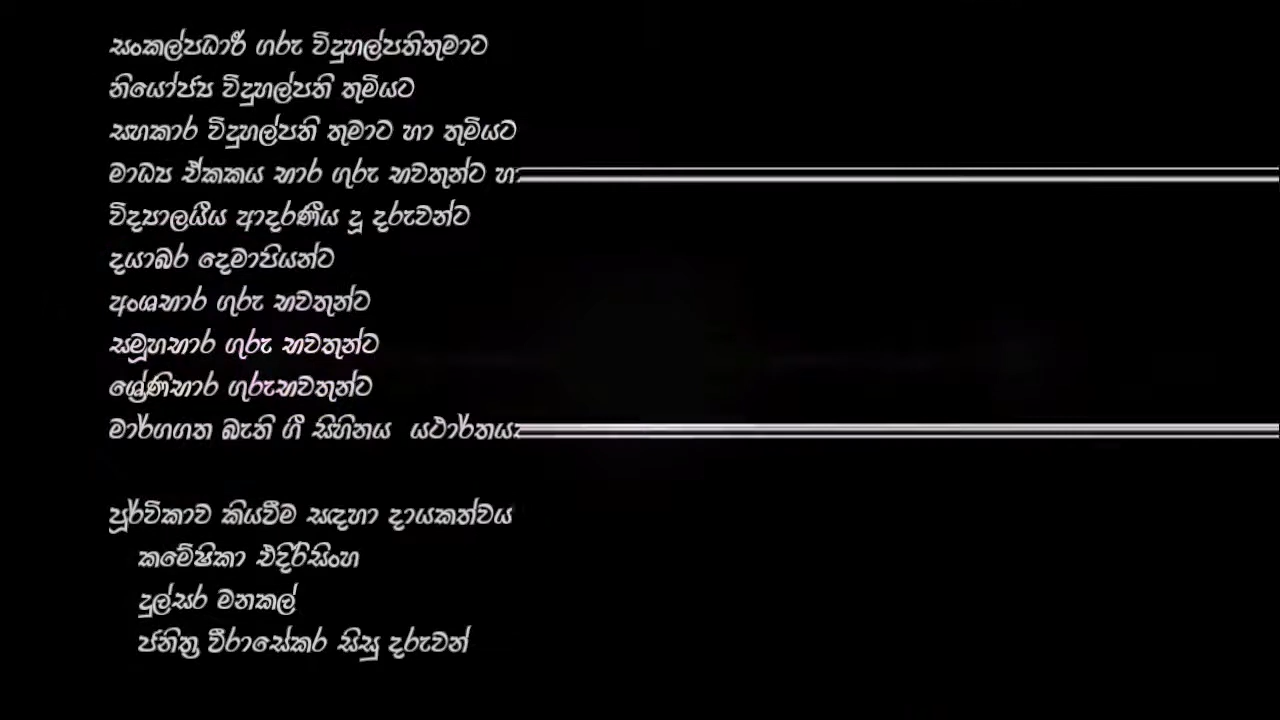 සංකල්පධාරී ගරු විදුහල්පතිතුමාට
නියෝජ්‍ය විදුහල්පති තුමියට
සහකාර විදුහල්පති තුමාට හා තුමියට
මාධ්‍ය ඒකකය භාර ගුරු භවතුන්ට හා
විද්‍යාලයීය ආදරණීය දූ දරුවන්ට
දයාබර දෙමාපියන්ට
අංශභාර ගුරු භවතුන්ට
සමූහභාර ගුරු භවතුන්ට
ශ්‍රේණිභාර ගුරුභවතුන්ට
මාර්ගගත බැති ගී සිහිනය
පූර්විකාව කියවීම සඳහා දායකත්වය
කමේෂිකා එදිරිසිංහ
දුල්සර මනකල්
ජනිත්‍ර වීරාසේකර සිසු දරුවන්